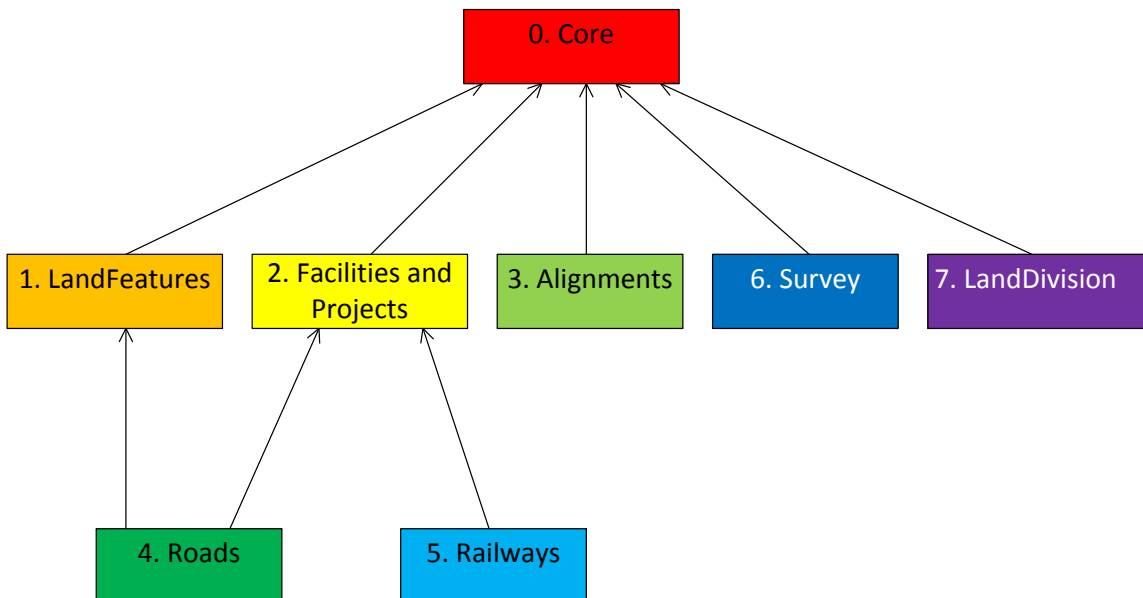 0. Core
1. LandFeatures
2. Facilities and
Projects
3. Alignments
6. Survey
7. LandDivision
4. Roads
5. Railways